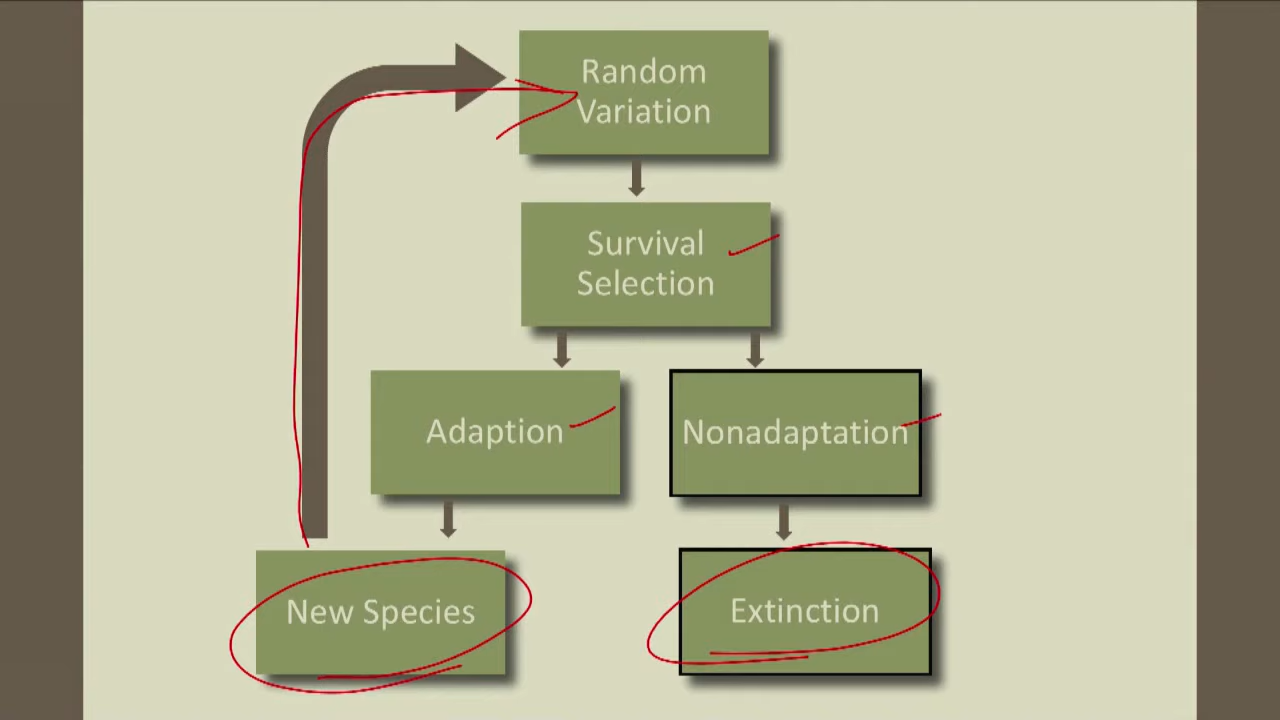 Random
Variation
Survival
Selection
Adaption
Nonadaptation
New Species
Extinction